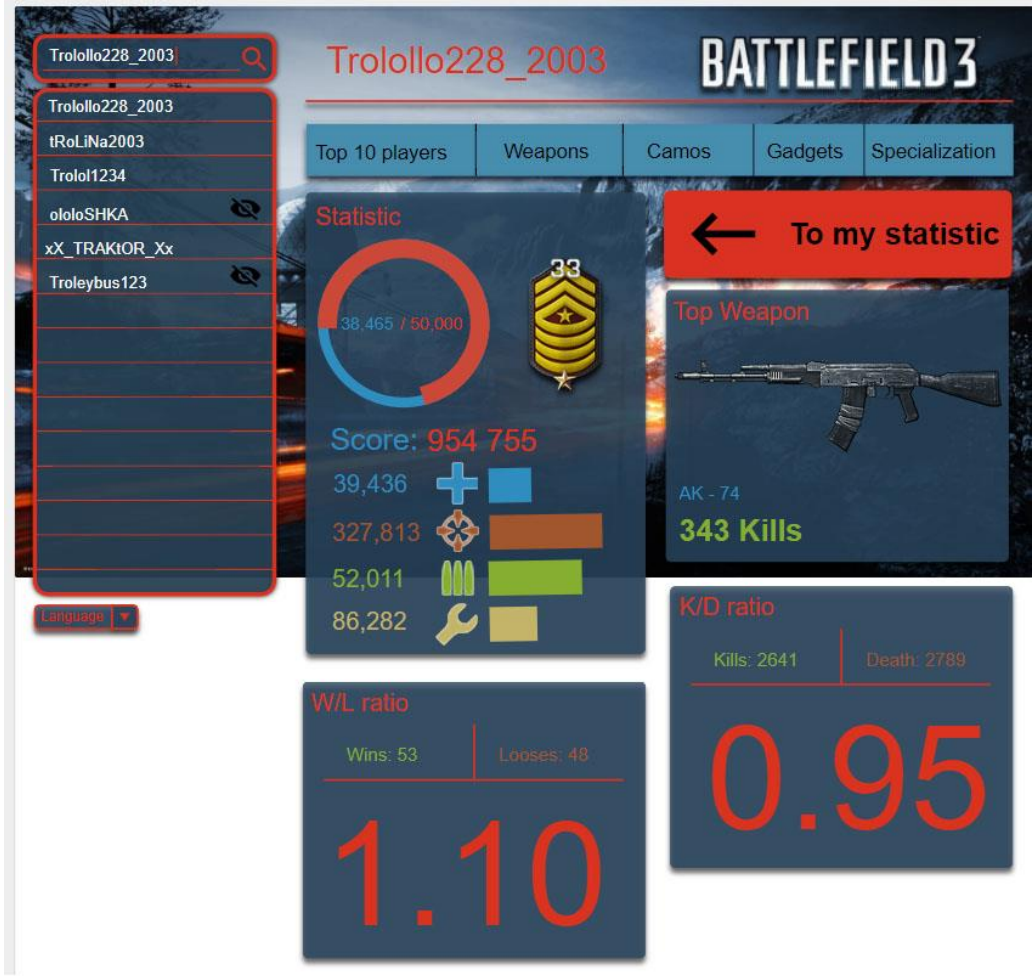 Trolollo228_2003
Trolollo228_2003
tRoLiNa2003
Trolol1234
ololoSHKA
xX_TRAKtOR_Xx
Troleybus123
Language
Trolollo228_2003
BATTLEFIELD 3
Top 10 players Weapons Camos Gadgets Specialization
Statistic
38,465 / 50,000
33
Score: 954 755
39,436
327,813
52,011
86,282
To my statistic
Top Weapon
AK - 74
343 Kills
K/D ratio
Kills: 2641 Death: 2789
0.95
W/L ratio
Wins: 53 Looses: 48
1.10